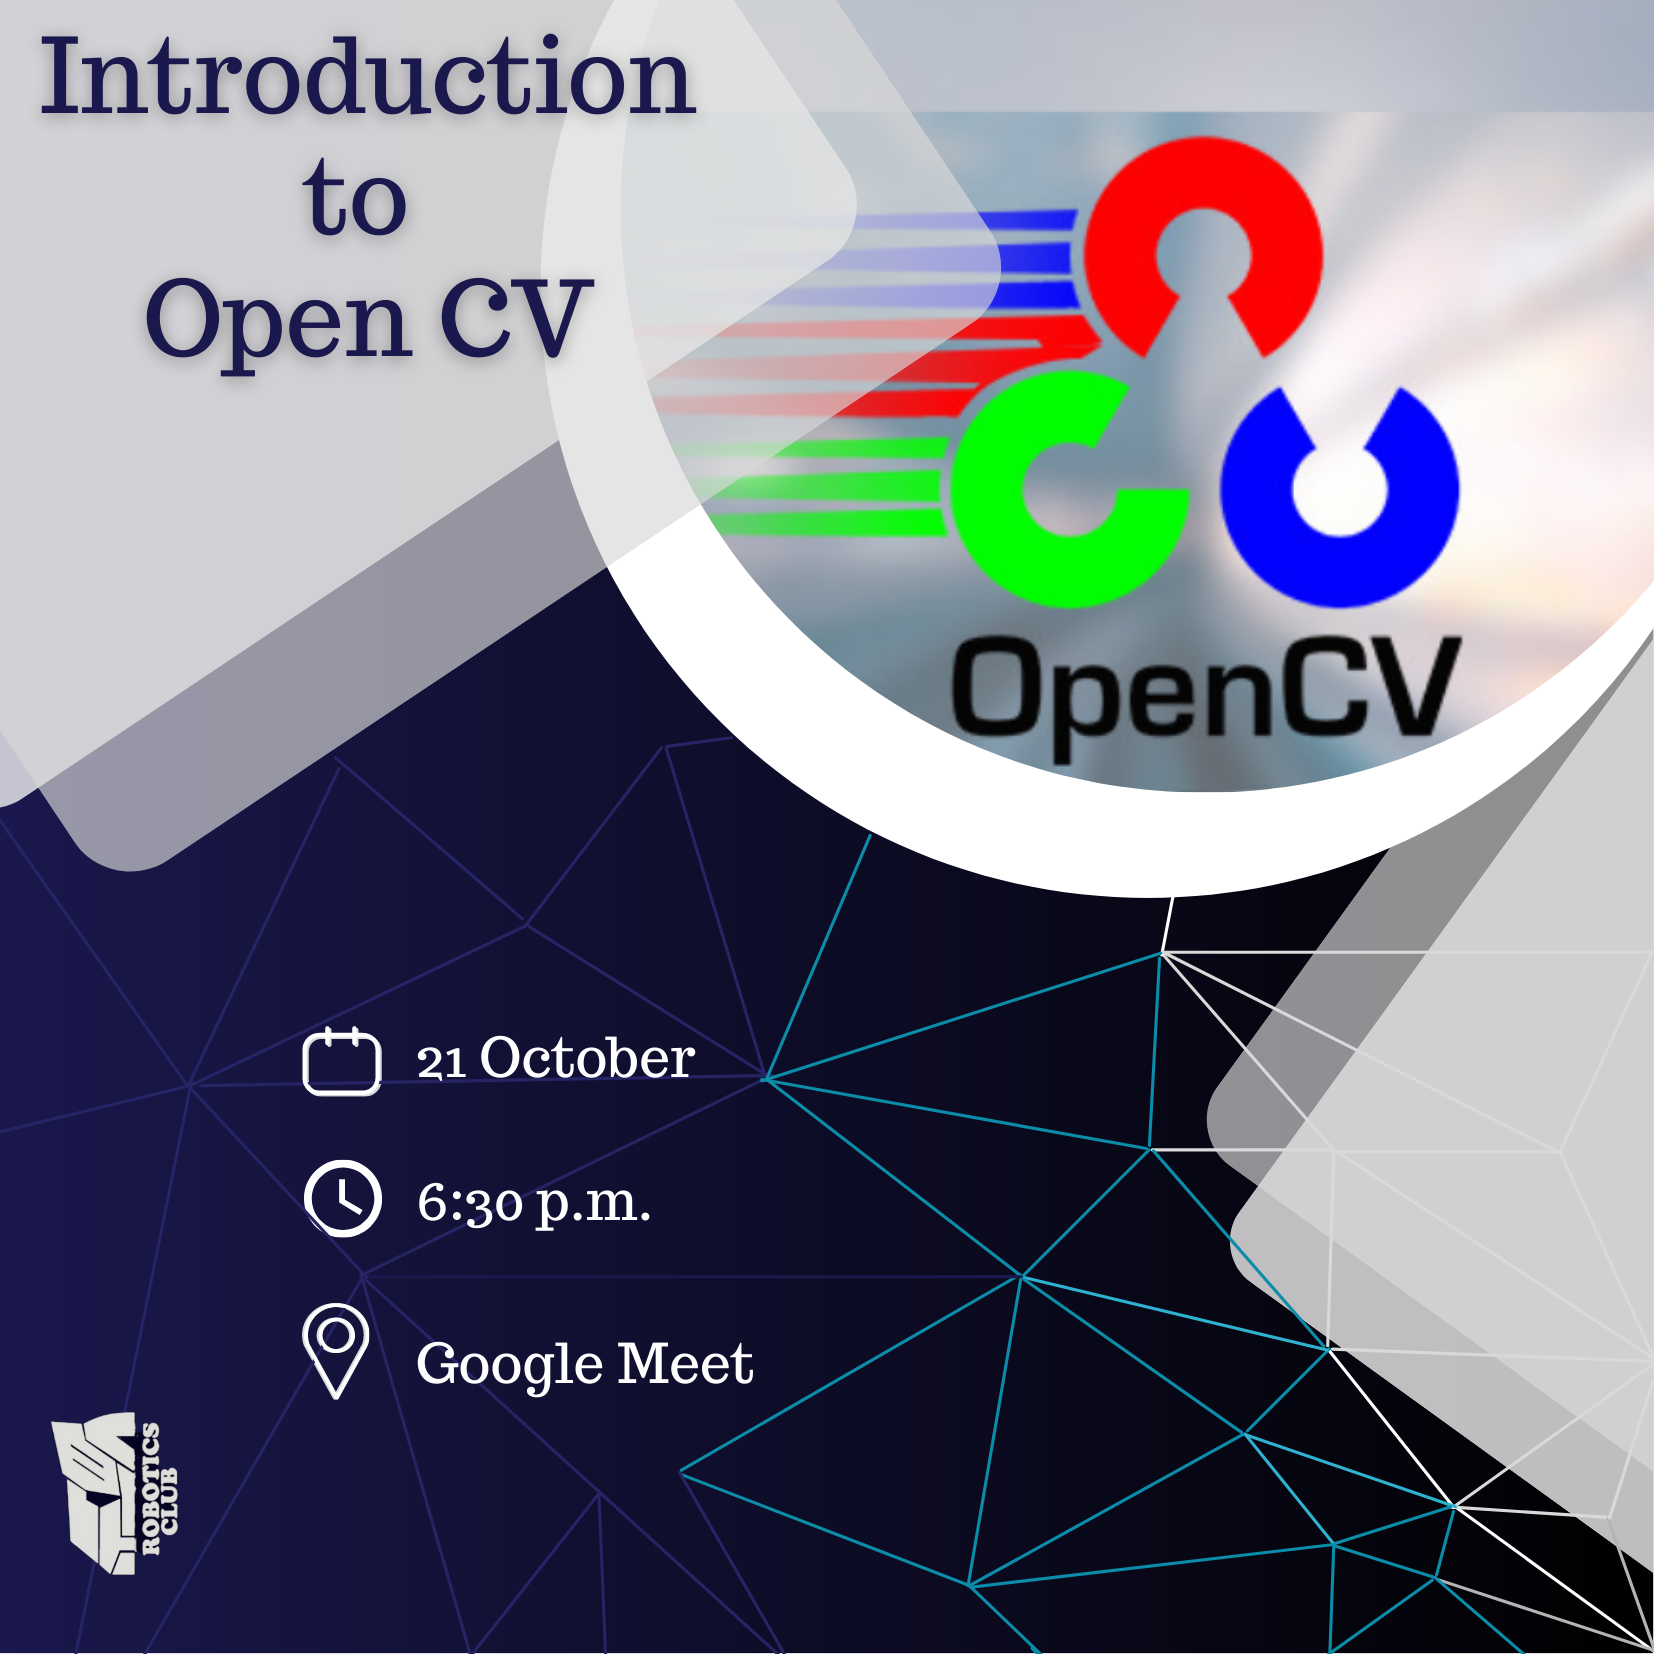 Introduction
to
Open CV
OpenCV
21 October
6:30 p.m.
Google Meet
ROBOTICS
CLUB